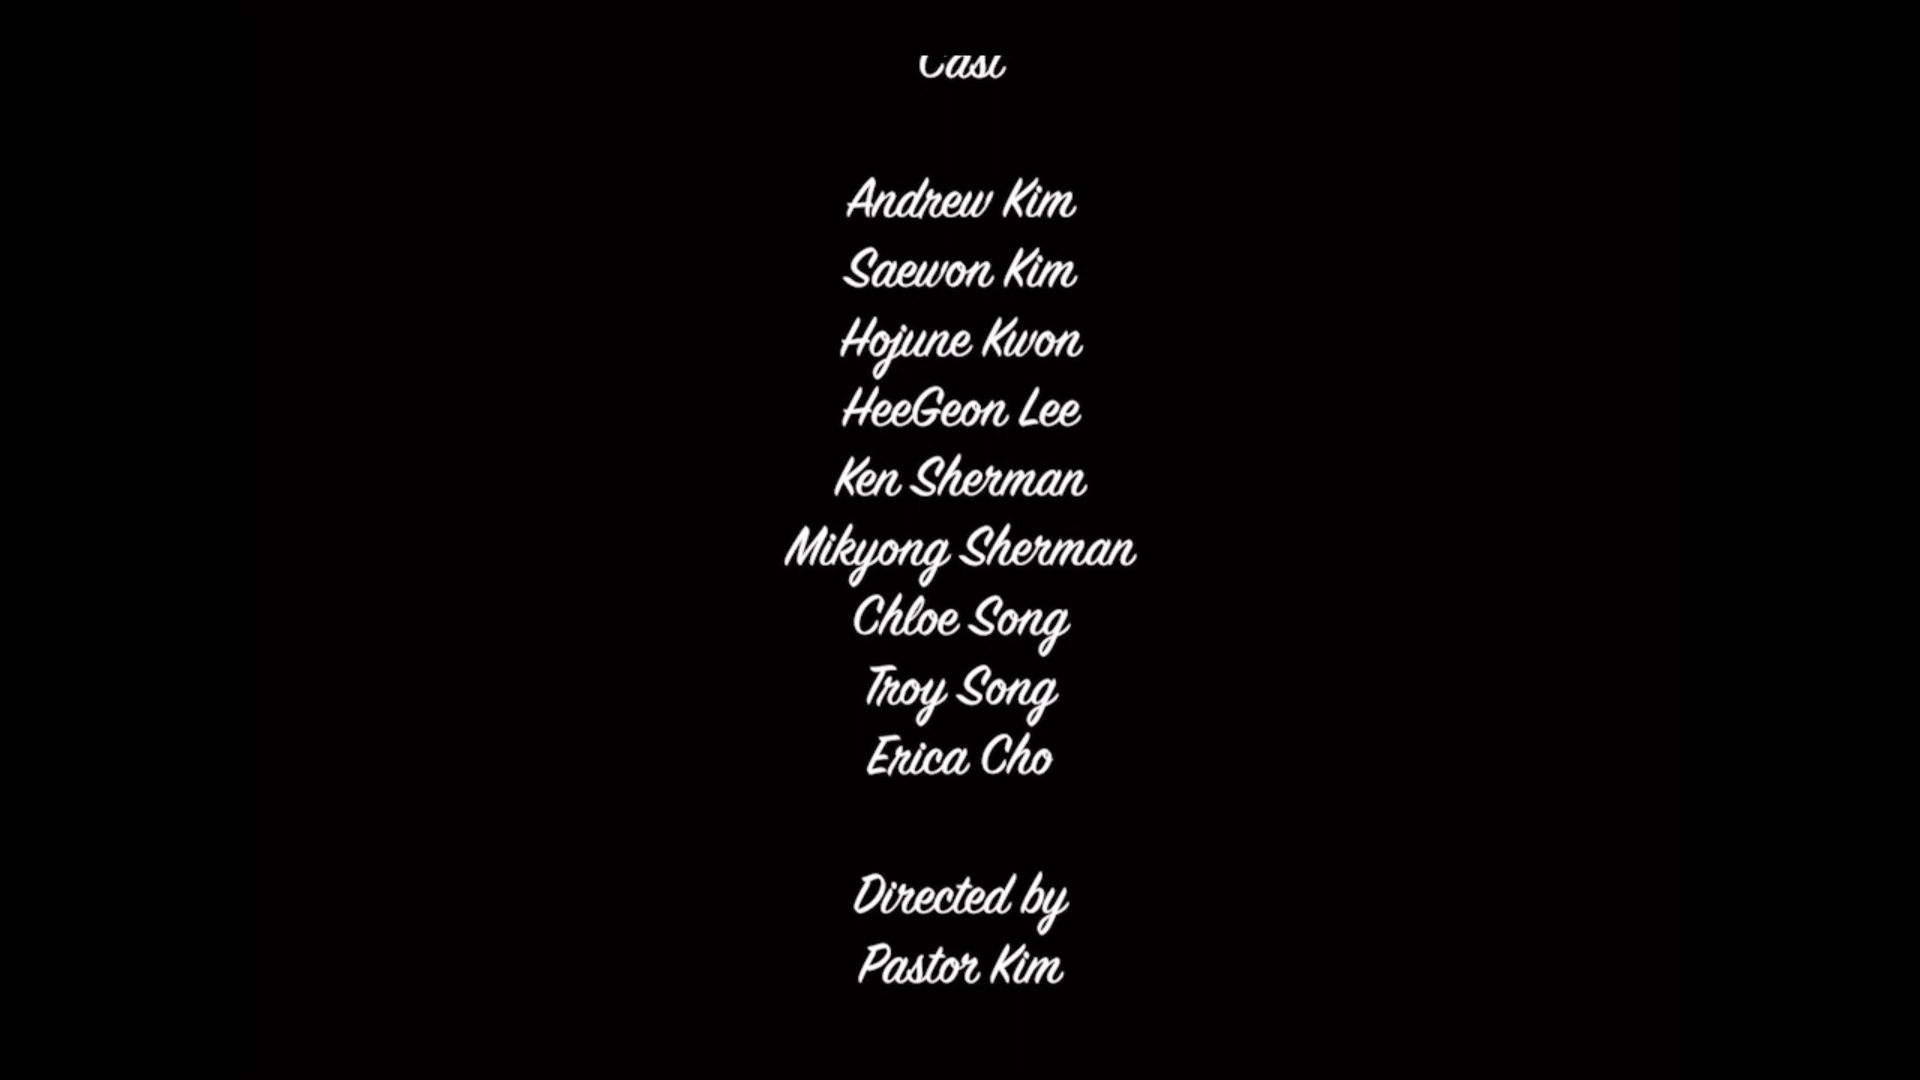 Cast
Andrew Kim
Saewon Kim
Hojune Kwon
HeeGeon Lee
Ken Sherman
Mikyong Sherman
Chloe Song
Troy Song
Erica Cho
Directed by
Pastor Kim